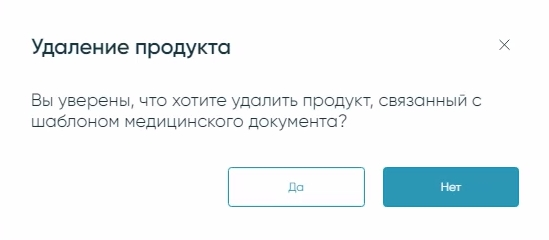 Удаление продукта
Вы уверены, что хотите удалить продукт, связанный с
шаблоном медицинского документа?
Да
Нет